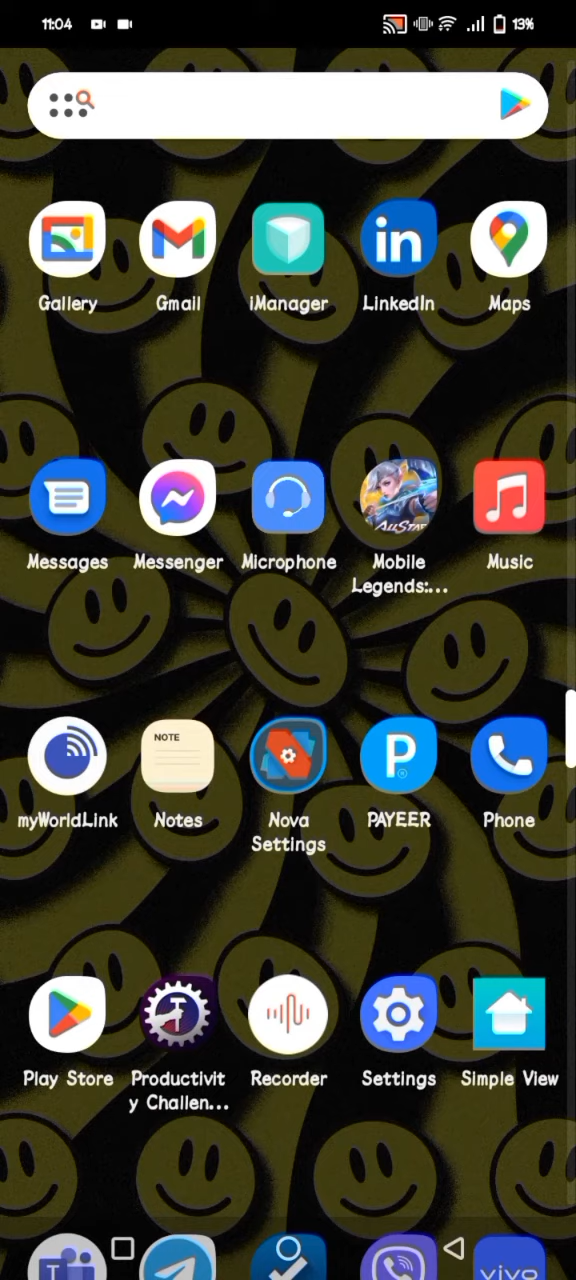 11:04 13%
Gallery Gmail iManager LinkedIn Maps
Messages Messenger Microphone Mobile Music
Legends:...
NOTE
myWorldLink Notes Nova PAYEER Phone
Settings
Play Store Productivit Recorder Settings Simple View
y Challen...
vivo